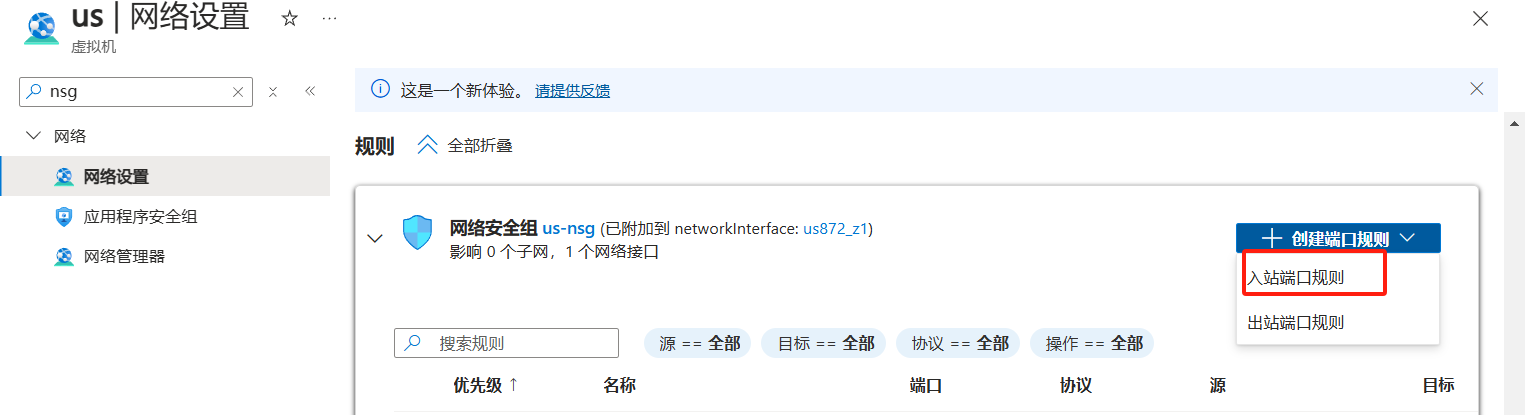 us | 网络设置
虚拟机
nsg
这是一个新体验。 请提供反馈
网络
规则 全部折叠
网络设置
应用程序安全组
网络安全组 us-nsg (已附加到 networkInterface: us872_z1)
创建端口规则
网络管理器
影响 0 个子网，1 个网络接口
入站端口规则
出站端口规则
搜索规则 源 == 全部 目标 == 全部 协议 == 全部 操作 == 全部
优先级 ↑ 名称 端口 协议 源 目标